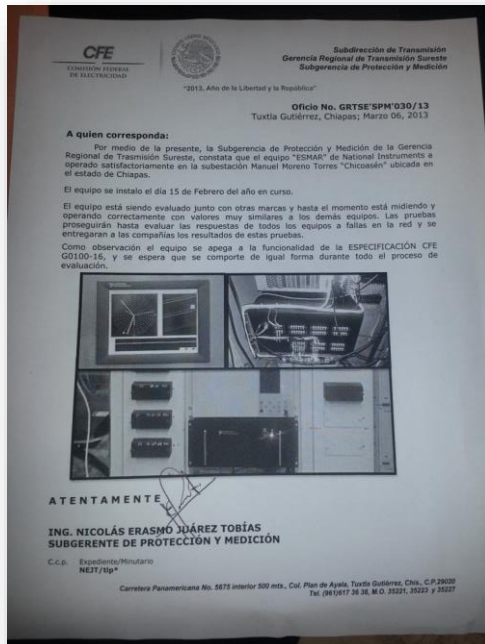 CFE
COMISIÓN FEDERAL
DE ELECTRICIDAD
Subdirección de Transmisión
Gerencia Regional de Transmisión Sureste
Subgerencia de Protección y Medición
"2013, Año de la Libertad y la República"
Oficio No. GRTSE'SPM'030/13
Tuxtla Gutiérrez, Chiapas; Marzo 06, 2013
A quien corresponda:
Por medio de la presente, la Subgerencia de Protección y Medición de la Gerencia
Regional de Trasmisión Sureste, constata que el equipo "ESMAR" de National Instruments a
operado satisfactoriamente en la subestación Manuel Moreno Torres "Chicoasén" ubicada en
el estado de Chiapas.
El equipo se instalo el día 15 de Febrero del año en curso.
El equipo está siendo evaluado junto con otras marcas y hasta el momento está midiendo y
operando correctamente con valores muy similares a los demás equipos. Las pruebas
proseguirán hasta evaluar las respuestas de todos los equipos a fallas en la red y se
entregaran a las compañías los resultados de estas pruebas.
Como observación el equipo se apega a la funcionalidad de la ESPECIFICACIÓN CFE
G0100-16, y se espera que se comporte de igual forma durante todo el proceso de
evaluación.
ATENTAMENTE
ING. NICOLÁS ERASMO JUÁREZ TOBÍAS
SUBGERENTE DE PROTECCIÓN Y MEDICIÓN
C.c.p. Expediente/Minutario
NEJT/tlp*
Carretera Panamericana No. 5675 interior 500 mts., Col. Plan de Ayala, Tuxtla Gutiérrez, Chis., C.P.29020
Tel. (961)617 36 38, M.O. 35221, 35223 y 35227